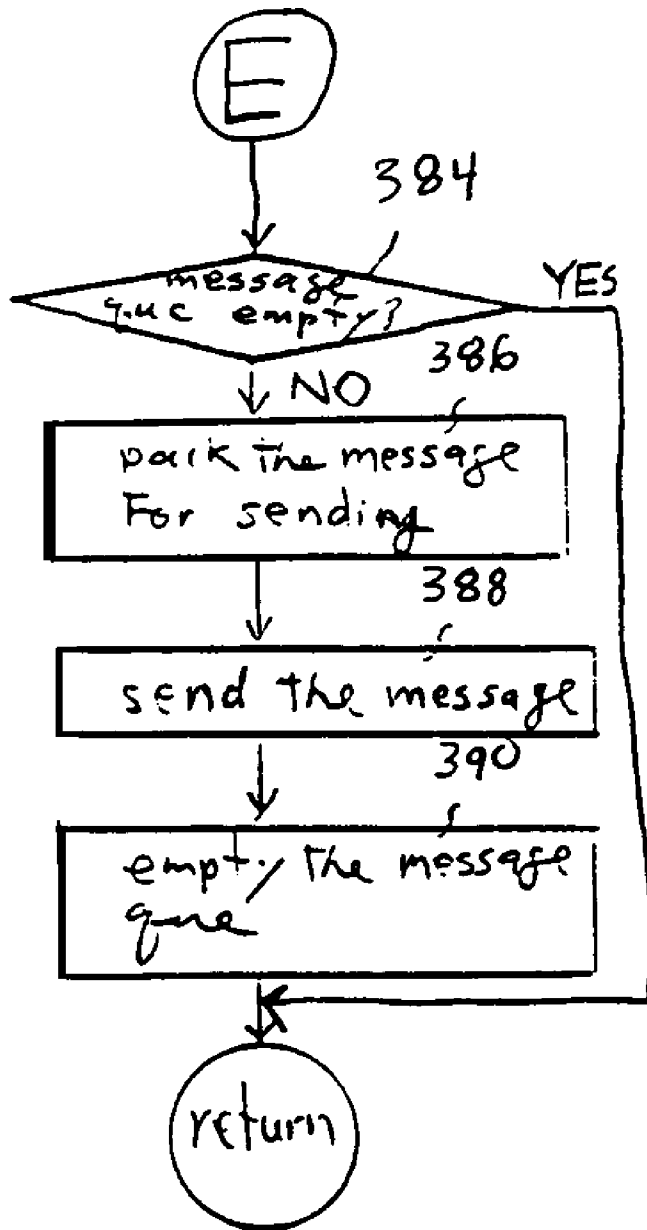 E
384
message
que empty?
YES
386
NO
pack the message
For sending
388
send the message
390
empty the message
que
return